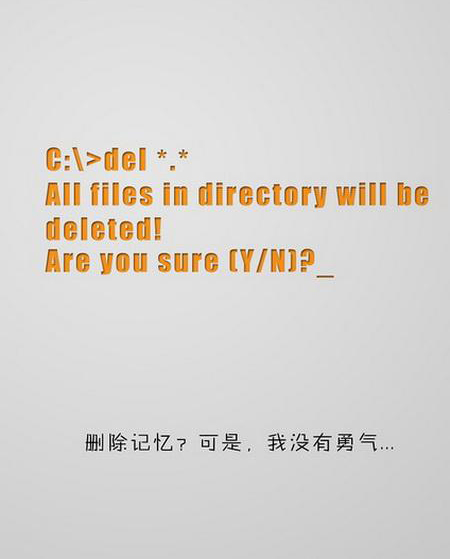 C:\>del *.*
All files in directory will be
deleted!
Are you sure (Y/N)?_
删除记忆？可是，我没有勇气...